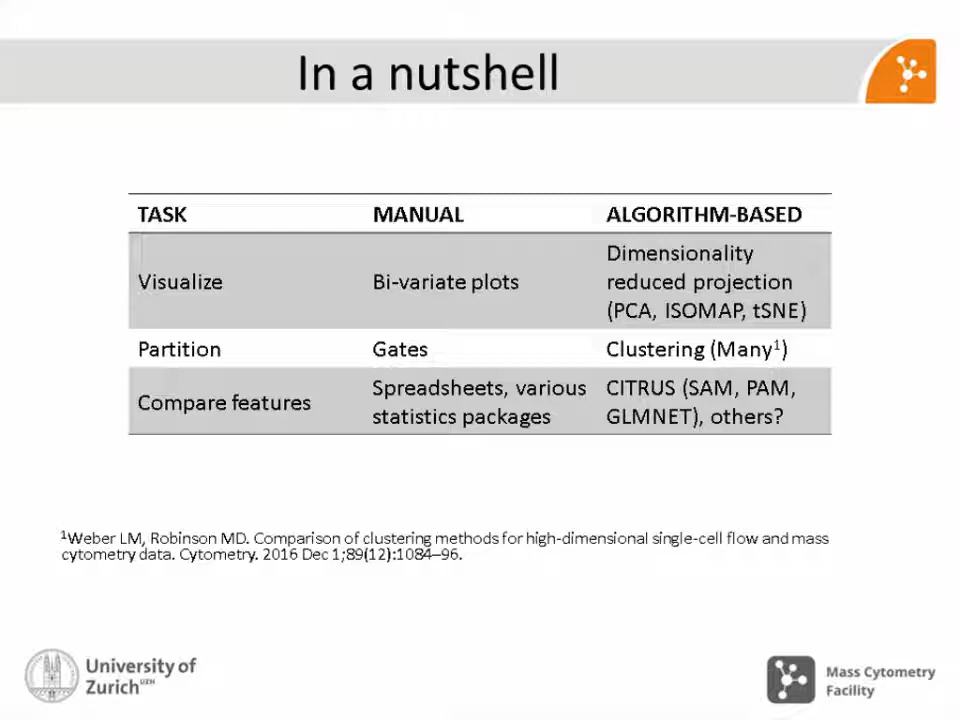 In a nutshell
TASK MANUAL ALGORITHM-BASED
Visualize Bi-variate plots Dimensionality
reduced projection
(PCA, ISOMAP, tSNE)
Partition Gates Clustering (Many¹)
Compare features Spreadsheets, various
statistics packages CITRUS (SAM, PAM,
GLMNET), others?
¹Weber LM, Robinson MD. Comparison of clustering methods for high-dimensional single-cell flow and mass
cytometry data. Cytometry. 2016 Dec 1;89(12):1084–96.
University of
Zurich UZH
Mass Cytometry
Facility